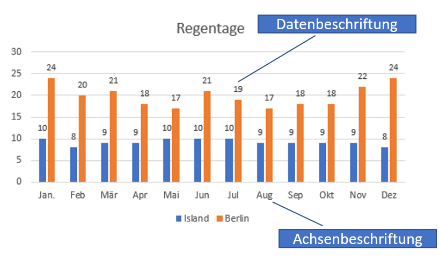 Datenbeschriftung
Regentage
30
25
20
15
10
5
0
24 20 21 18 17 21 19 17 18 18 22 24
10 8 9 9 10 10 10 9 9 9 9 8
Jan. Feb Mär Apr Mai Jun Jul Aug Sep Okt Nov Dez
Island Berlin
Achsenbeschriftung